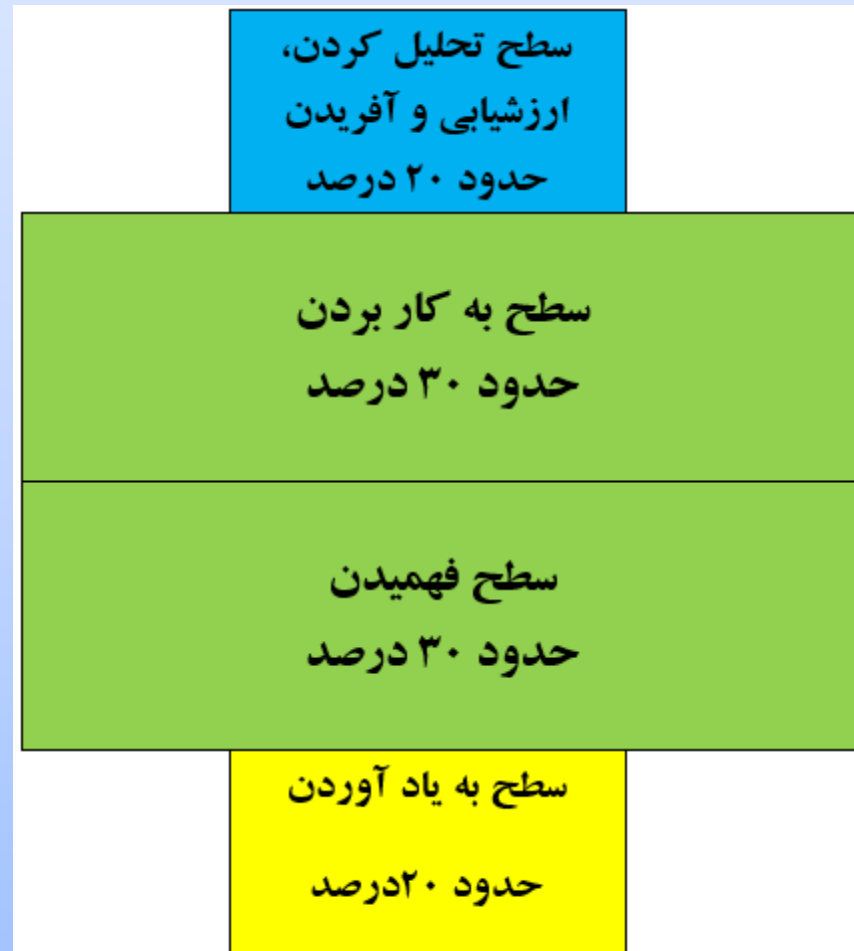 سطح تحلیل کردن،
ارزشیابی و آفریدن
حدود ۲۰ درصد
سطح به کار بردن
حدود ۳۰ درصد
سطح فهمیدن
حدود ۳۰ درصد
سطح به یاد آوردن
حدود ۲۰درصد